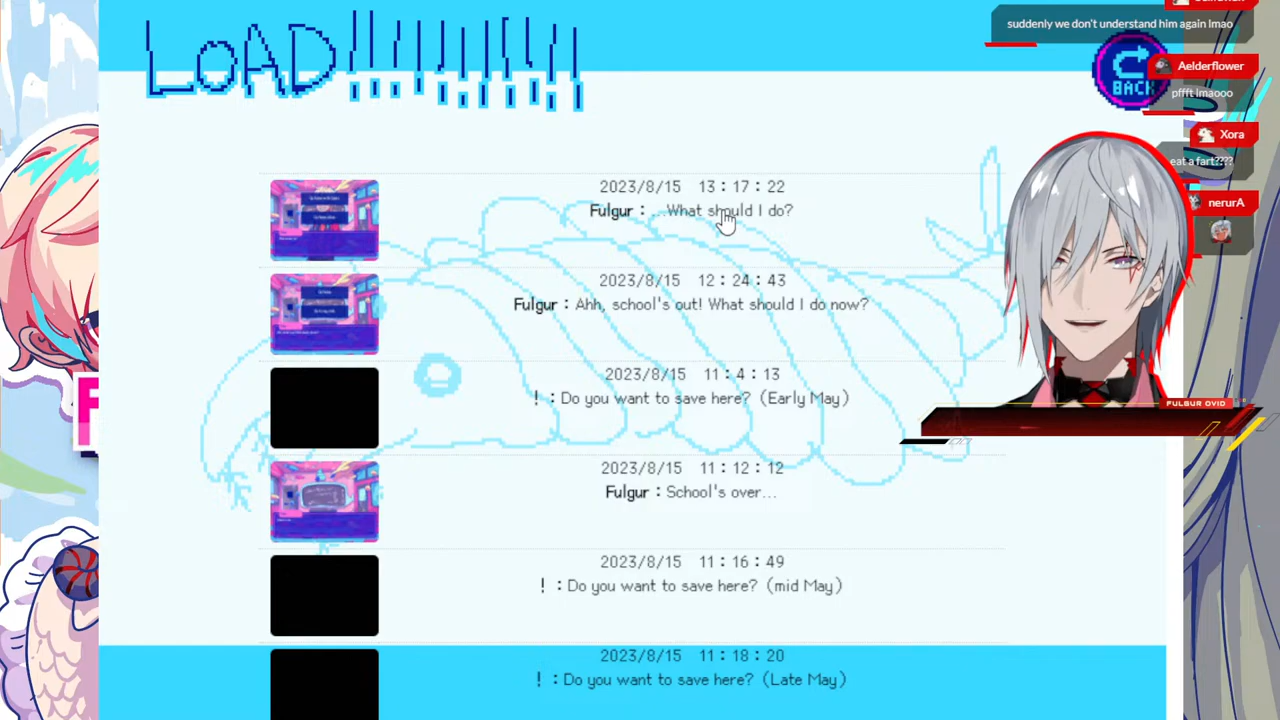 LOAD!!!!!!!!!!
suddenly we don't understand him again lmao
BACK
Aelderflower
pffft lmaooo
Xora
eat a fart????
nerurA
2023/8/15 13:17:22
Fulgur : ...What should I do?
2023/8/15 12:24:43
Fulgur : Ahh, school's out! What should I do now?
2023/8/15 11:4:13
! : Do you want to save here? (Early May)
FULGUR OVID
2023/8/15 11:12:12
Fulgur : School's over...
2023/8/15 11:16:49
! : Do you want to save here? (mid May)
2023/8/15 11:18:20
! : Do you want to save here? (Late May)